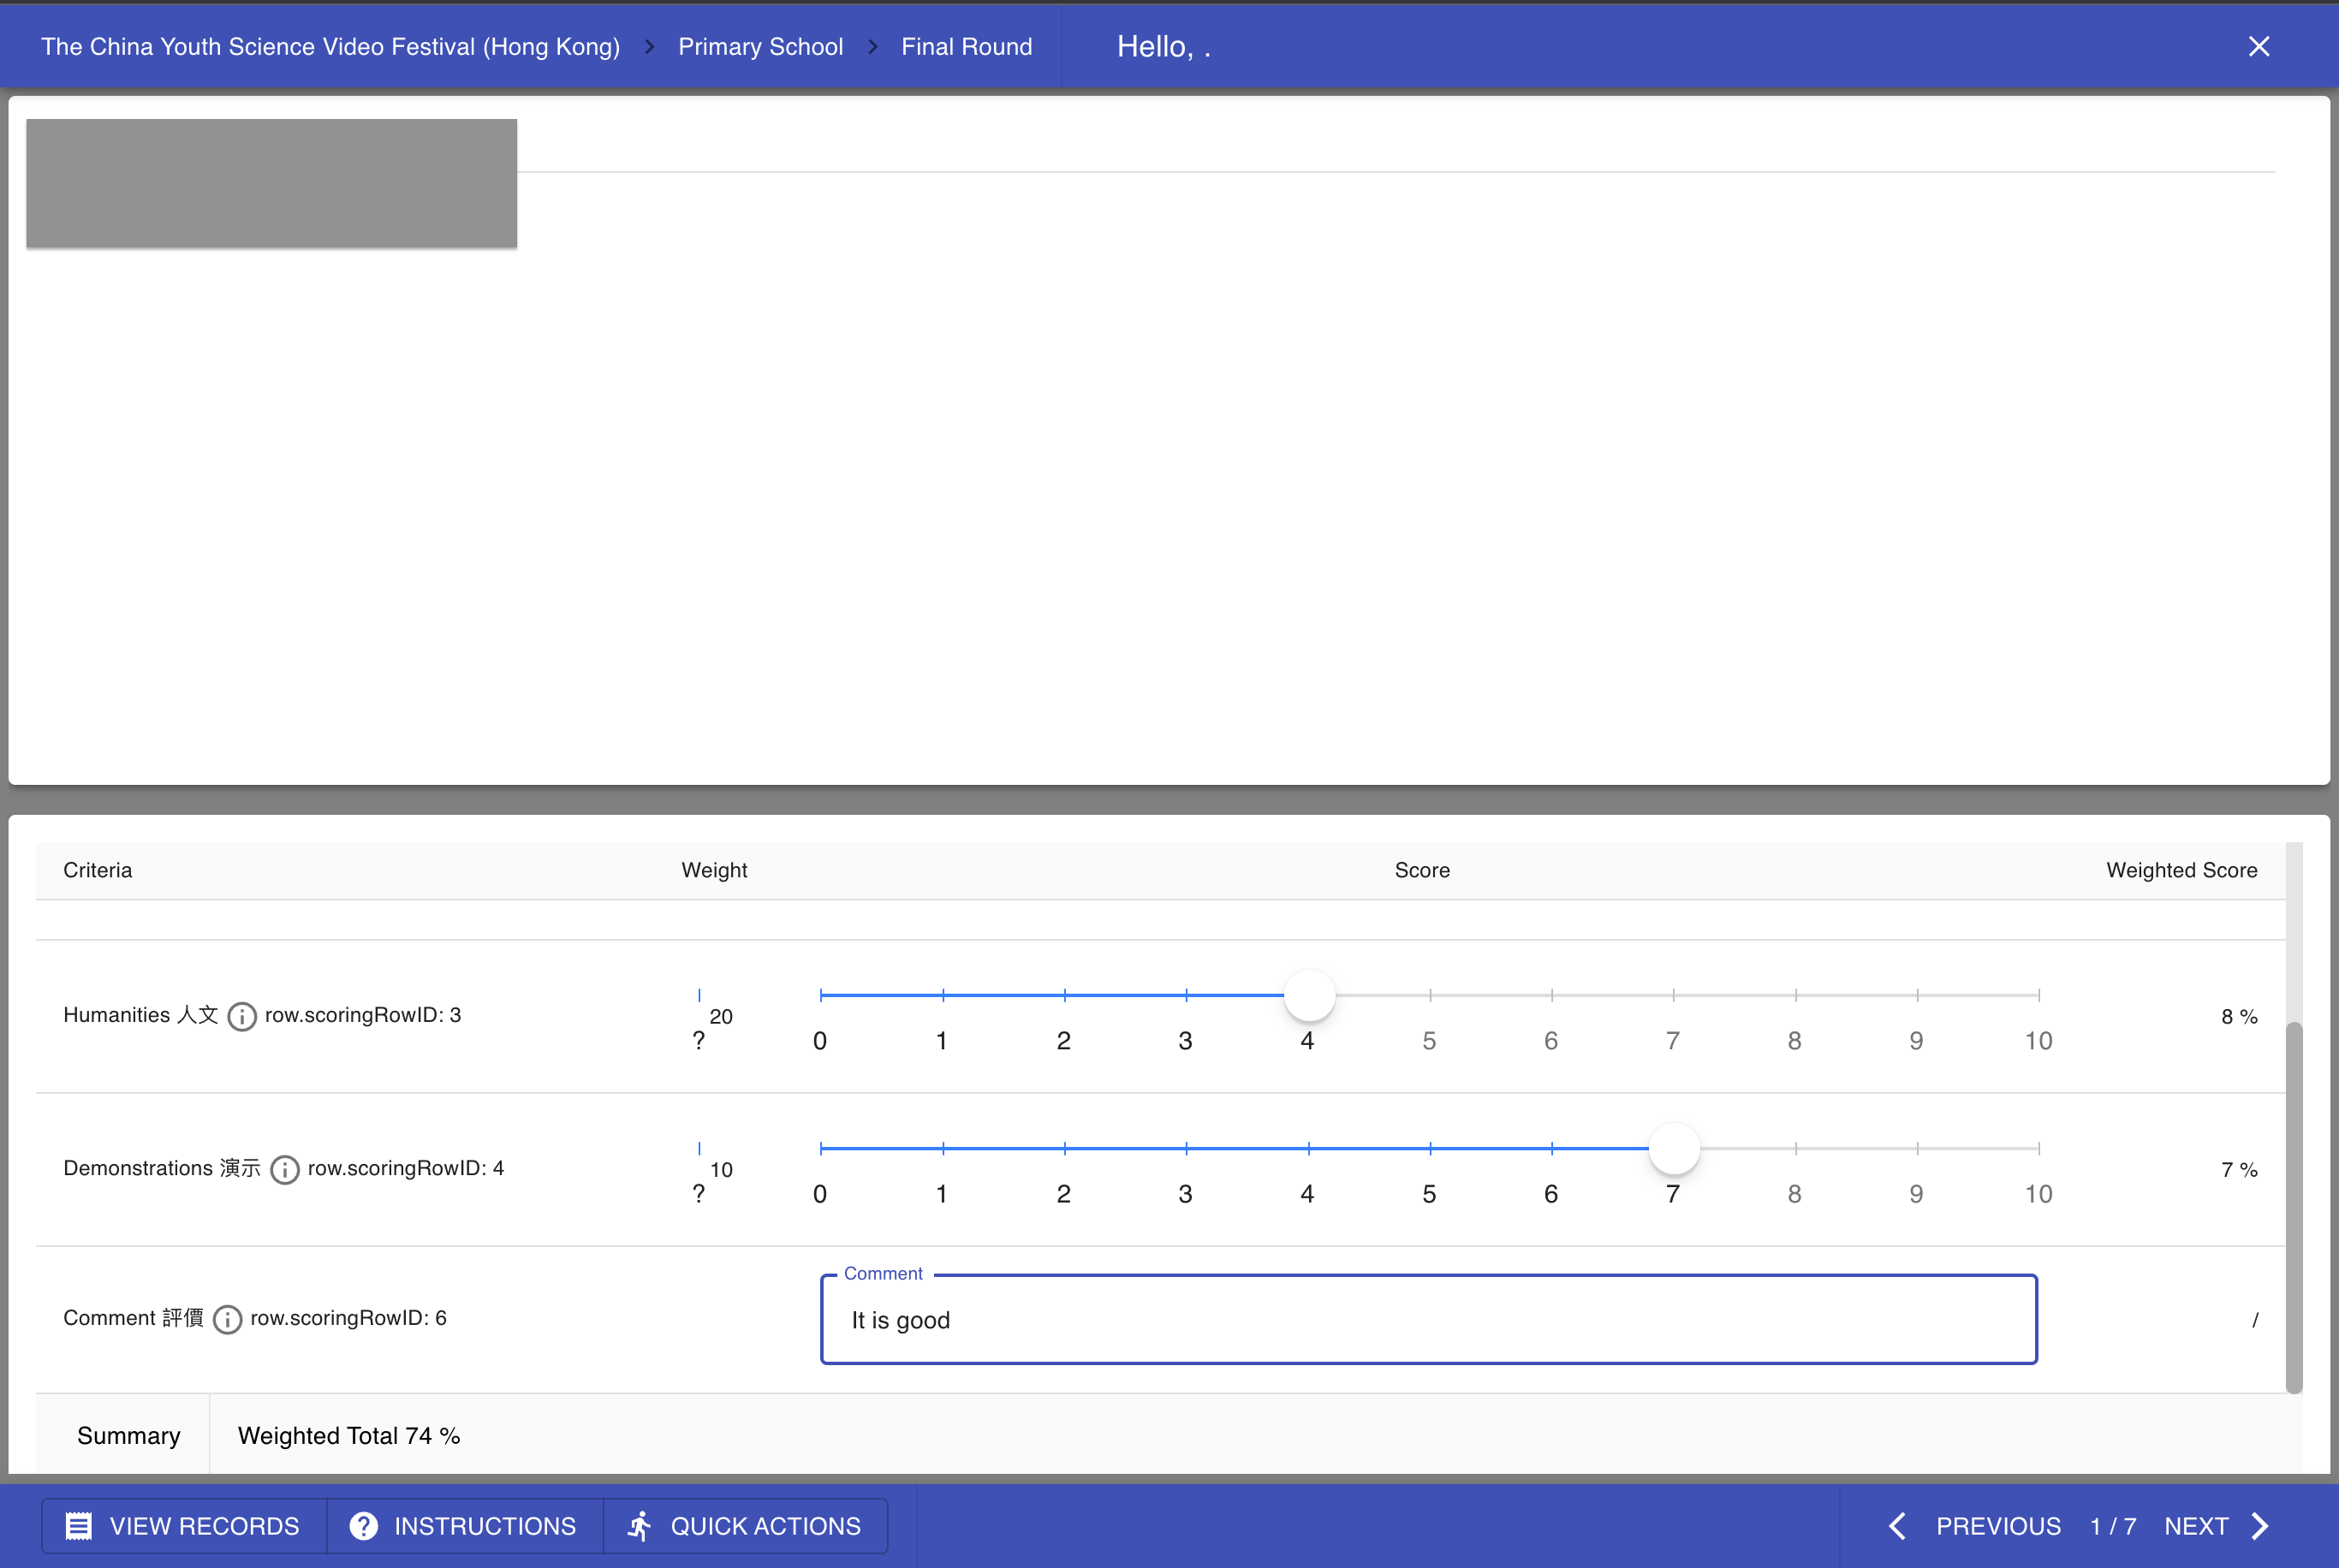 The China Youth Science Video Festival (Hong Kong) > Primary School > Final Round Hello, .
Criteria Weight Score Weighted Score
Humanities 人文 row.scoringRowID: 3 ? 20 0 1 2 3 4 5 6 7 8 9 10 8 %
Demonstrations 演示 row.scoringRowID: 4 ? 10 0 1 2 3 4 5 6 7 8 9 10 7 %
Comment
Comment 評價 row.scoringRowID: 6 It is good /
Summary Weighted Total 74 %
VIEW RECORDS ? INSTRUCTIONS QUICK ACTIONS PREVIOUS 1 / 7 NEXT